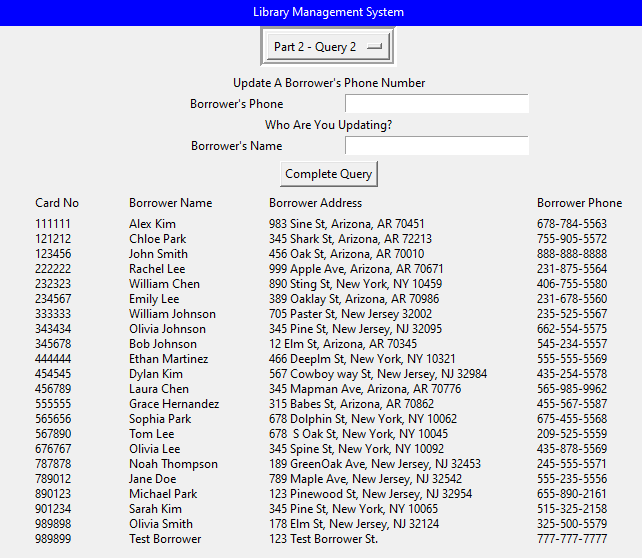 Library Management System
Part 2 - Query 2
Update A Borrower's Phone Number
Borrower's Phone
Who Are You Updating?
Borrower's Name
Complete Query
Card No Borrower Name Borrower Address Borrower Phone
111111 Alex Kim 983 Sine St, Arizona, AR 70451 678-784-5563
121212 Chloe Park 345 Shark St, Arizona, AR 72213 755-905-5572
123456 John Smith 456 Oak St, Arizona, AR 70010 888-888-8888
222222 Rachel Lee 999 Apple Ave, Arizona, AR 70671 231-875-5564
232323 William Chen 890 Sting St, New York, NY 10459 406-755-5580
234567 Emily Lee 389 Oaklay St, Arizona, AR 70986 231-678-5560
333333 William Johnson 705 Paster St, New Jersey 32002 235-525-5567
343434 Olivia Johnson 345 Pine St, New Jersey, NJ 32095 662-554-5575
345678 Bob Johnson 12 Elm St, Arizona, AR 70345 545-234-5557
444444 Ethan Martinez 466 Deeplm St, New York, NY 10321 555-555-5569
454545 Dylan Kim 567 Cowboy way St, New Jersey, NJ 32984 435-254-5578
456789 Laura Chen 345 Mapman Ave, Arizona, AR 70776 565-985-9962
555555 Grace Hernandez 315 Babes St, Arizona, AR 70862 455-567-5587
565656 Sophia Park 678 Dolphin St, New York, NY 10062 675-455-5568
567890 Tom Lee 678  S Oak St, New York, NY 10045 209-525-5559
676767 Olivia Lee 345 Spine St, New York, NY 10092 435-878-5569
787878 Noah Thompson 189 GreenOak Ave, New Jersey, NJ 32453 245-555-5571
789012 Jane Doe 789 Maple Ave, New Jersey, NJ 32542 555-235-5556
890123 Michael Park 123 Pinewood St, New Jersey, NJ 32954 655-890-2161
901234 Sarah Kim 345 Pine St, New York, NY 10065 515-325-2158
989898 Olivia Smith 178 Elm St, New Jersey, NJ 32124 325-500-5579
989899 Test Borrower 123 Test Borrower St. 777-777-7777